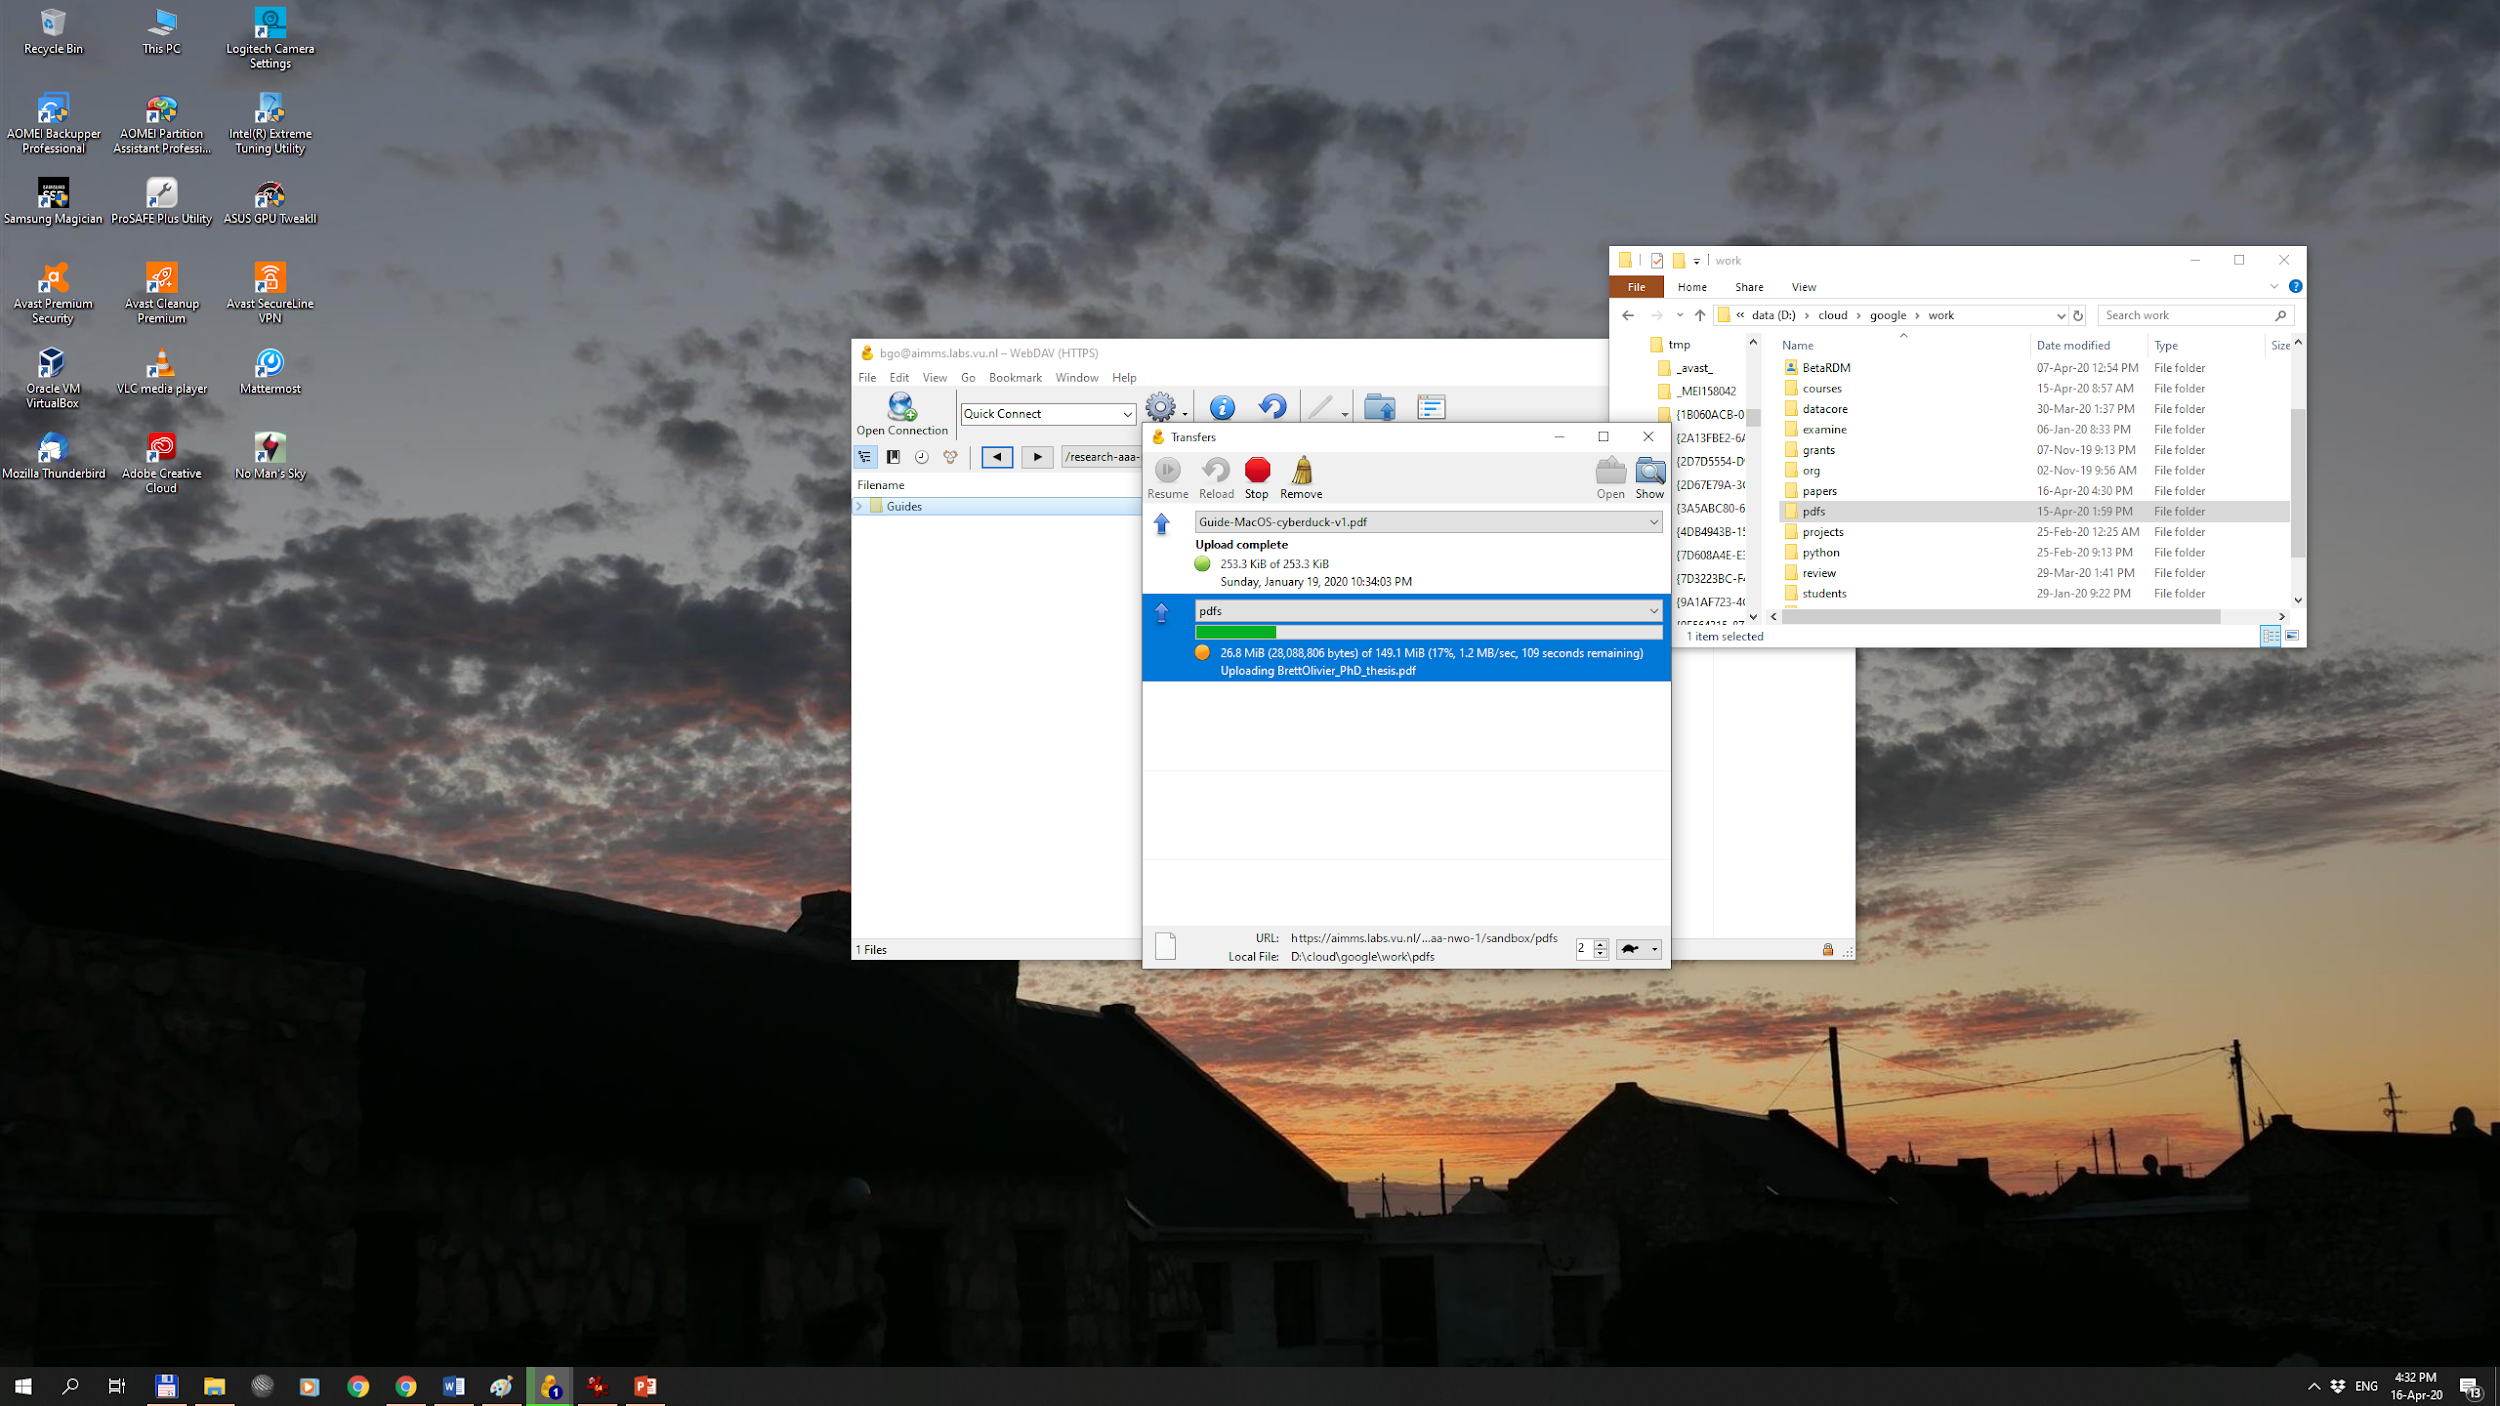 Recycle Bin
This PC
Logitech Camera
Settings
AOMEI Backupper
Professional
AOMEI Partition
Assistant Professi...
Intel(R) Extreme
Tuning Utility
Samsung Magician
ProSAFE Plus Utility
ASUS GPU TweakII
Avast Premium
Security
Avast Cleanup
Premium
Avast SecureLine
VPN
Oracle VM
VirtualBox
VLC media player
Mattermost
Mozilla Thunderbird
Adobe Creative
Cloud
No Man's Sky
bgo@aimms.labs.vu.nl – WebDAV (HTTPS)
File Edit View Go Bookmark Window Help
Open Connection
Quick Connect
/research-aaa-
Filename
Guides
1 Files
Transfers
Resume Reload Stop Remove Open Show
Guide-MacOS-cyberduck-v1.pdf
Upload complete
253.3 KiB of 253.3 KiB
Sunday, January 19, 2020 10:34:03 PM
pdfs
26.8 MiB (28,088,806 bytes) of 149.1 MiB (17%, 1.2 MB/sec, 109 seconds remaining)
Uploading BrettOlivier_PhD_thesis.pdf
URL: https://aimms.labs.vu.nl/...aa-nwo-1/sandbox/pdfs
Local File: D:\cloud\google\work\pdfs
2
work
File Home Share View
« data (D:) › cloud › google › work
Search work
tmp
_avast_
_MEI158042
{1B060ACB-0
{2A13FBE2-6A
{2D7D5554-D
{2D67E79A-3C
{3A5ABC80-6
{4DB4943B-15
{7D608A4E-E3
{7D3223BC-F4
{9A1AF723-4C
Name Date modified Type Size
BetaRDM 07-Apr-20 12:54 PM File folder
courses 15-Apr-20 8:57 AM File folder
datacore 30-Mar-20 1:37 PM File folder
examine 06-Jan-20 8:33 PM File folder
grants 07-Nov-19 9:13 PM File folder
org 02-Nov-19 9:56 AM File folder
papers 16-Apr-20 4:30 PM File folder
pdfs 15-Apr-20 1:59 PM File folder
projects 25-Feb-20 12:25 AM File folder
python 25-Feb-20 9:13 PM File folder
review 29-Mar-20 1:41 PM File folder
students 29-Jan-20 9:22 PM File folder
1 item selected
1
ENG
4:32 PM
16-Apr-20
13